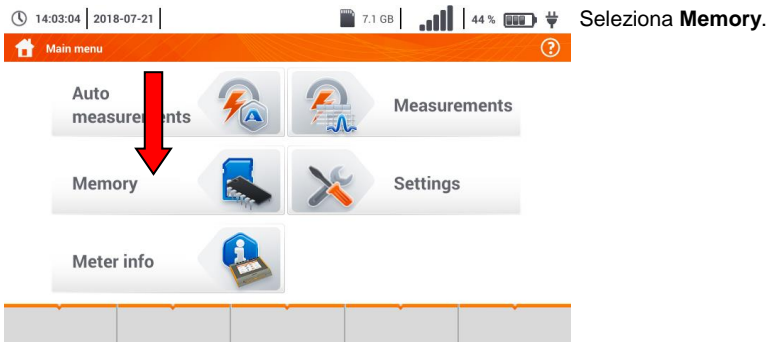 14:03:04 2018-07-21 7.1 GB 44 %
Seleziona Memory.
Main menu ?
Auto
measurements
Measurements
Memory
Settings
Meter info